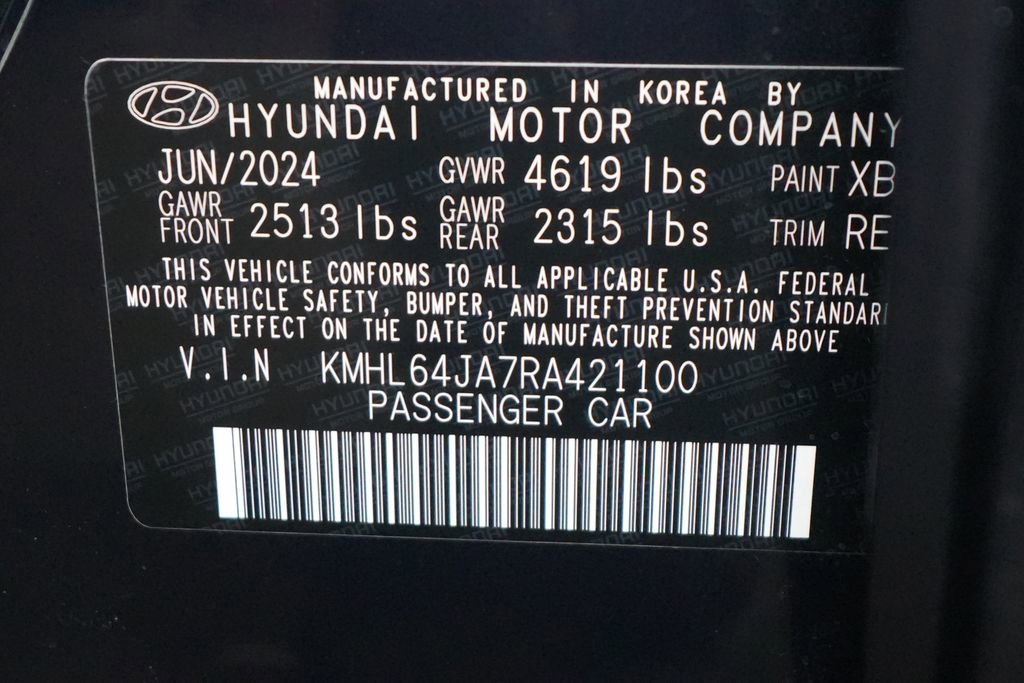 MANUFACTURED IN KOREA BY
HYUNDAI MOTOR COMPANY
JUN/2024 GVWR 4619 lbs PAINT XB
GAWR FRONT 2513 lbs GAWR REAR 2315 lbs TRIM RE
THIS VEHICLE CONFORMS TO ALL APPLICABLE U.S.A. FEDERAL
MOTOR VEHICLE SAFETY, BUMPER, AND THEFT PREVENTION STANDAR
IN EFFECT ON THE DATE OF MANUFACTURE SHOWN ABOVE
V.I.N KMHL64JA7RA421100
PASSENGER CAR